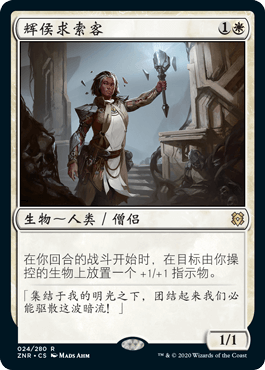 辉侯求索客 1
生物～人类 / 僧侣
在你回合的战斗开始时，在目标由你操
控的生物上放置一个 +1/+1 指示物。
「集结于我的明光之下，团结起来我们必
能驱散这波暗流！」
1/1
024/280 R
ZNR • CS MADS AHM
™ & © 2020 Wizards of the Coast